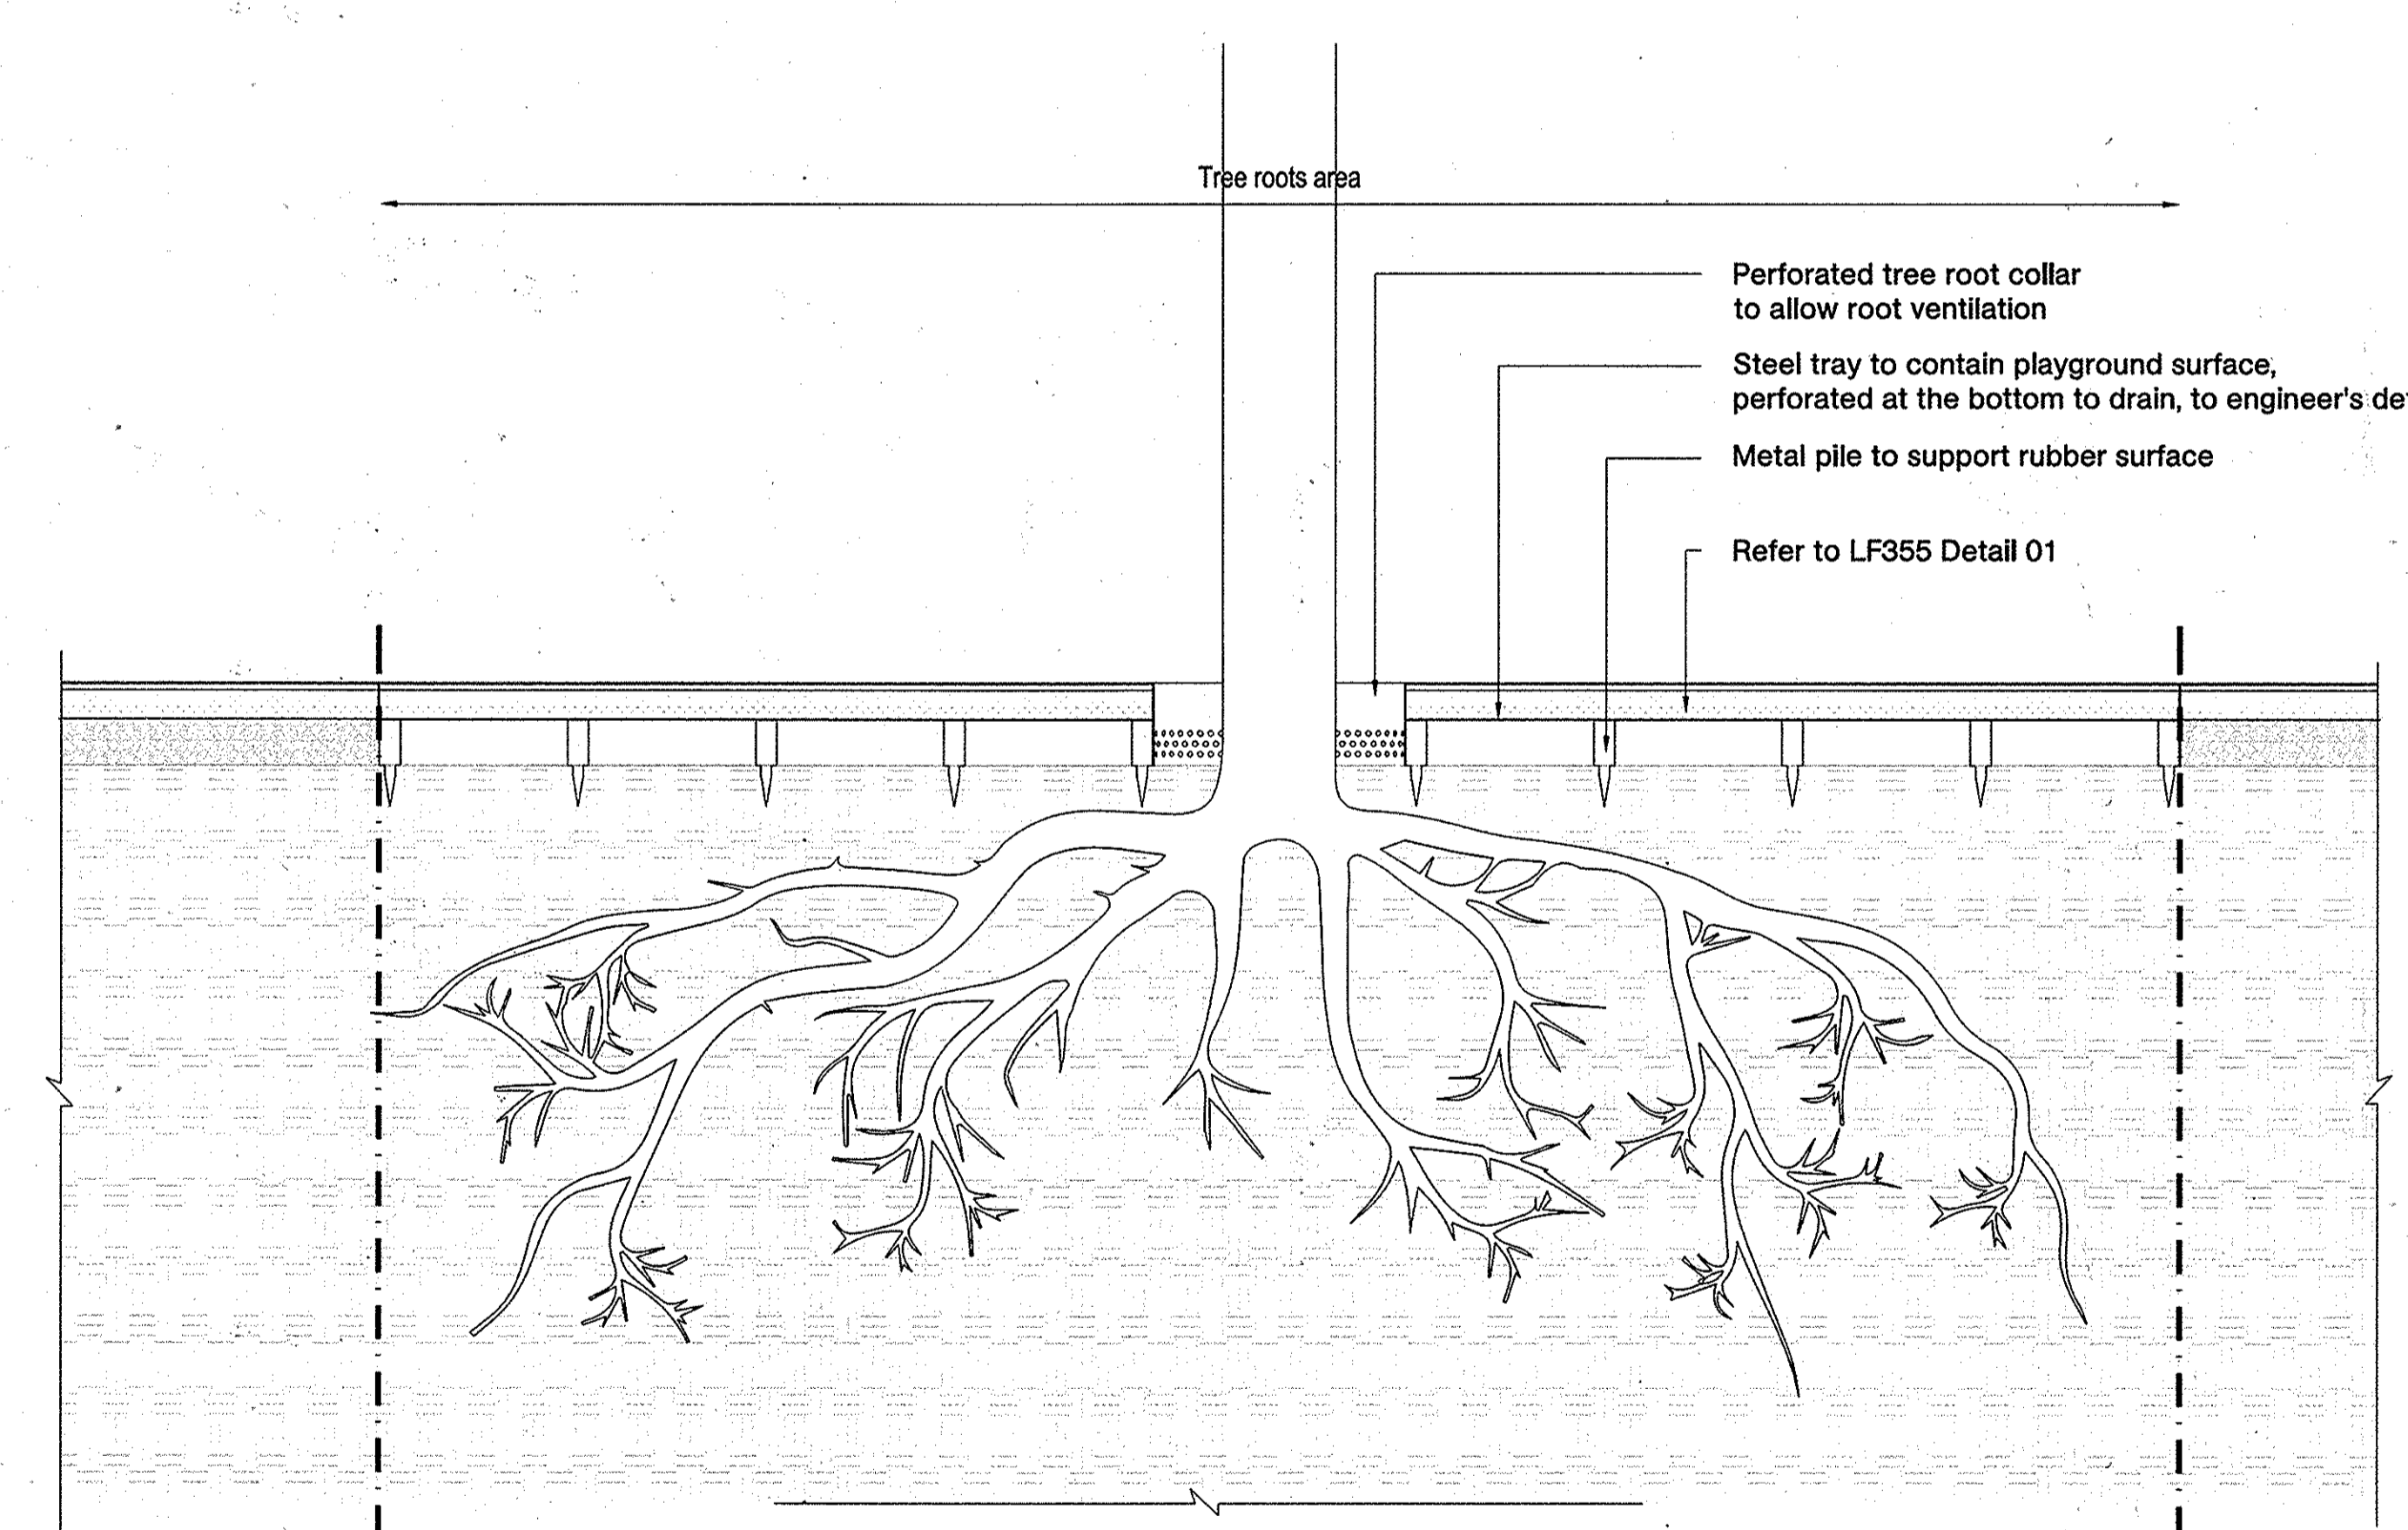 Tree roots area
Perforated tree root collar
to allow root ventilation
Steel tray to contain playground surface,
perforated at the bottom to drain, to engineer's
Metal pile to support rubber surface
Refer to LF355 Detail 01